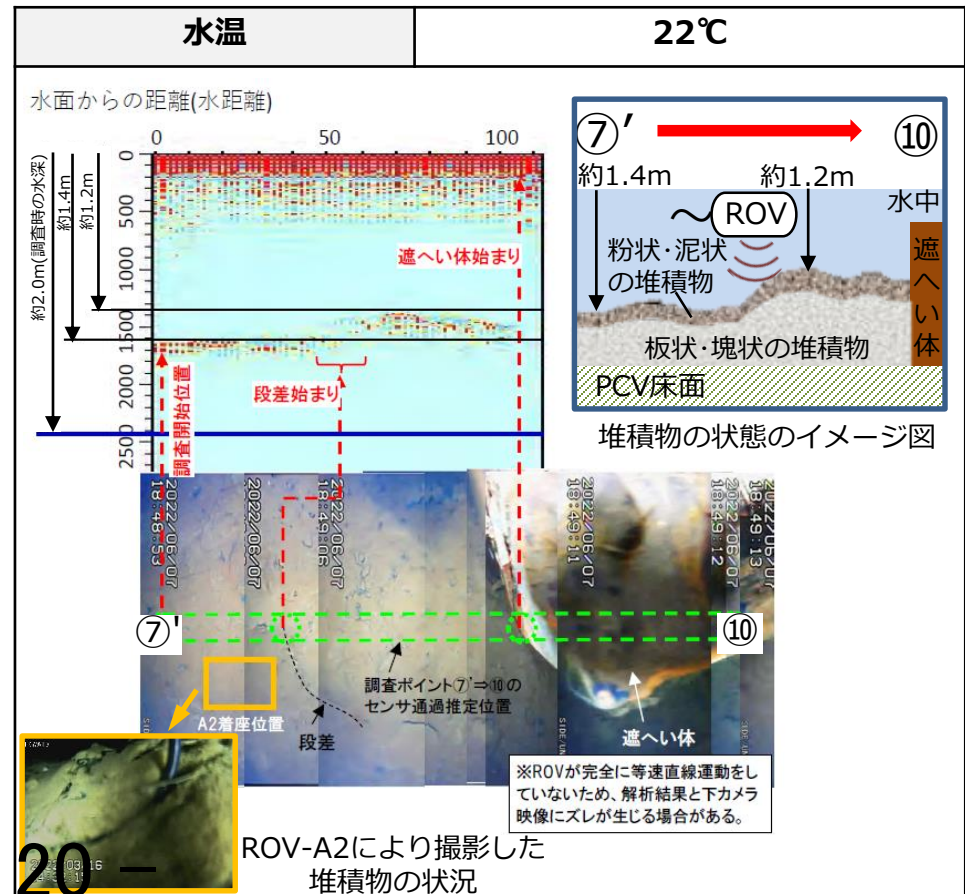 水温
22℃
水面からの距離(水距離)
0
50
100
0
500
1000
1500
2000
2500
約2.0m(調査時の水深)
約1.4m
約1.2m
遮へい体始まり
段差始まり
調査開始位置
⑦’
⑩
約1.4m
約1.2m
水中
ROV
粉状・泥状
の堆積物
板状・塊状の堆積物
遮へい体
PCV床面
堆積物の状態のイメージ図
2022/06/07
18:48:53
2022/06/07
2022/06/07
18:49:06
2022/06/07
18:49:11
2022/06/07
18:49:12
2022/06/07
18:49:13
⑦'
⑩
調査ポイント⑦'⇒⑩の
センサ通過推定位置
A2着座位置
段差
遮へい体
※ROVが完全に等速直線運動をし
ていないため、解析結果と下カメラ
映像にズレが生じる場合がある。
ROV-A2により撮影した
堆積物の状況
20 –